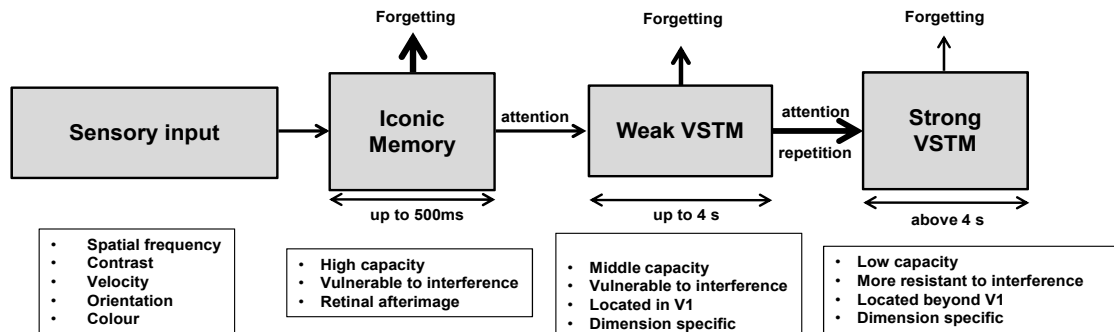 Forgetting
Forgetting
Forgetting
Sensory input
Iconic
Memory
attention
Weak VSTM
attention
repetition
Strong
VSTM
up to 500ms
up to 4 s
above 4 s
• Spatial frequency
• Contrast
• Velocity
• Orientation
• Colour
• High capacity
• Vulnerable to interference
• Retinal afterimage
• Middle capacity
• Vulnerable to interference
• Located in V1
• Dimension specific
• Low capacity
• More resistant to interference
• Located beyond V1
• Dimension specific